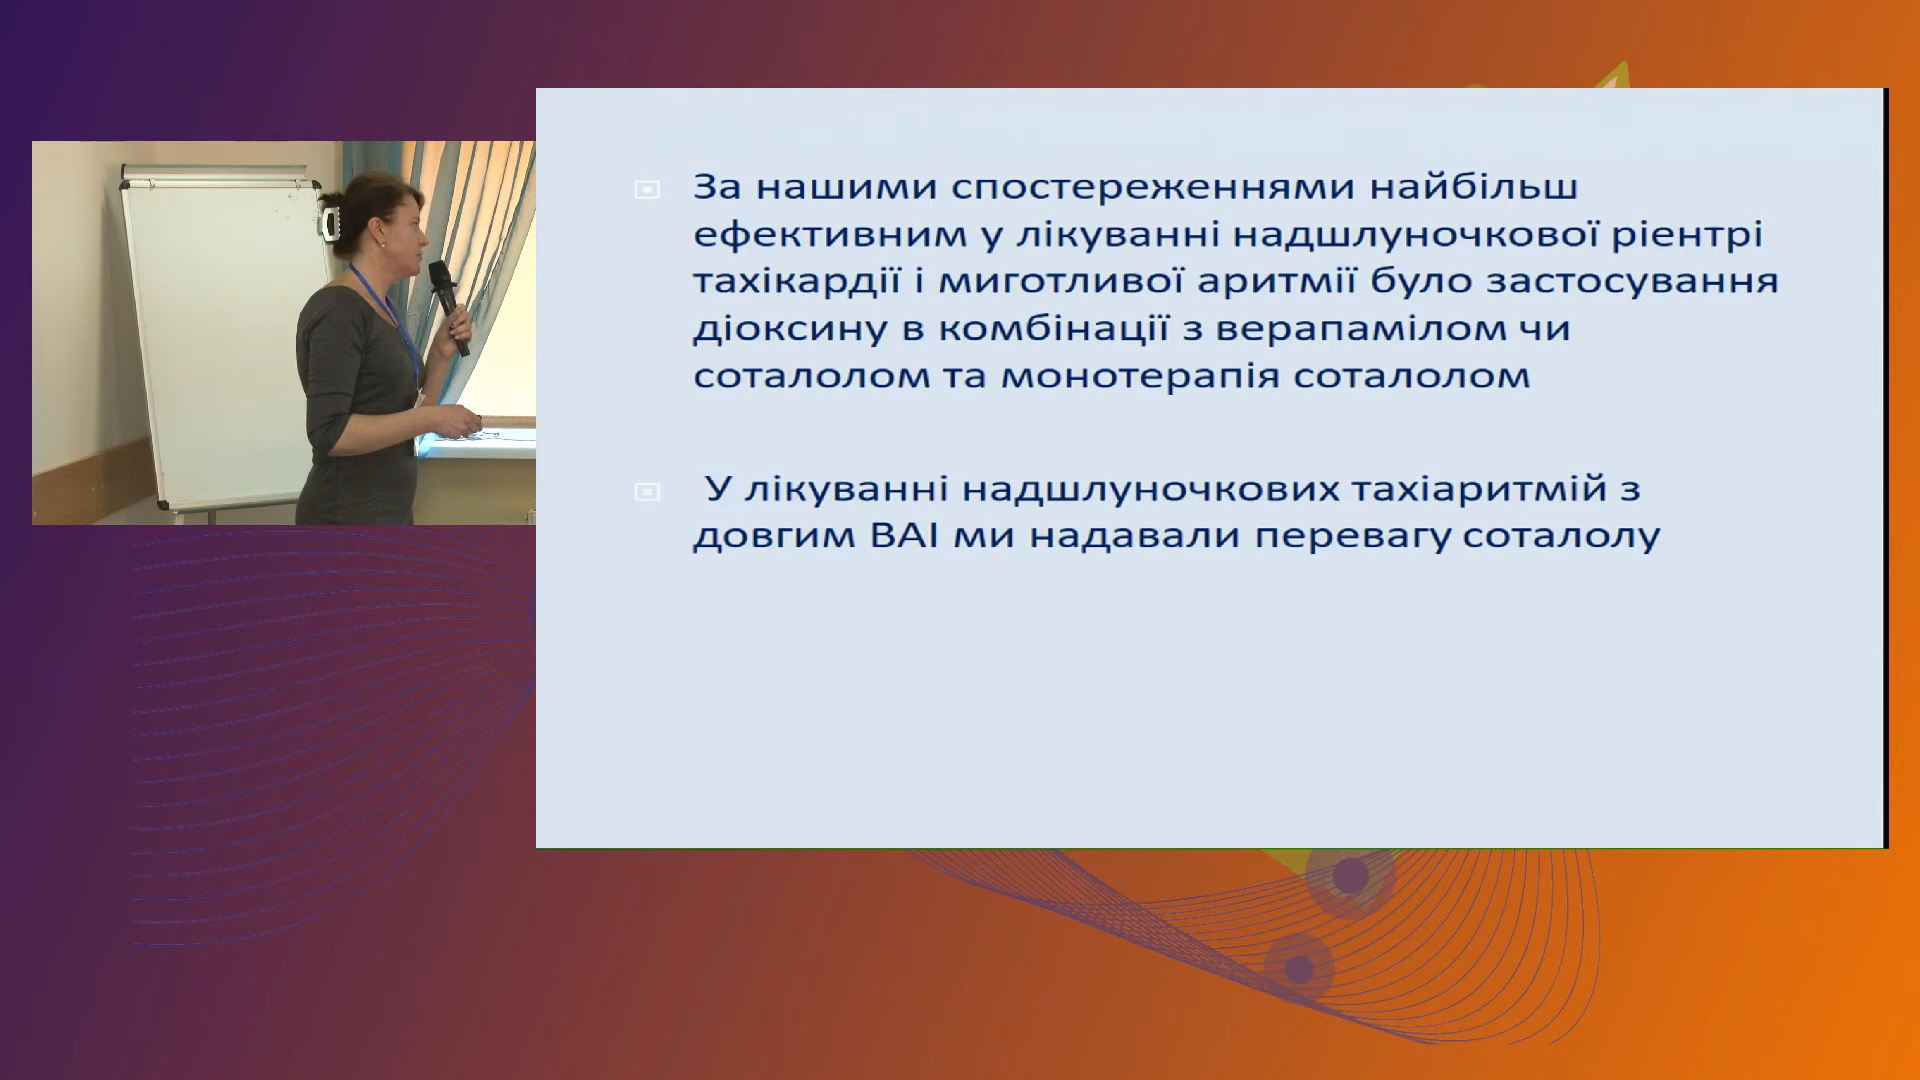 За нашими спостереженнями найбільш
ефективним у лікуванні надшлуночкової ріентрі
тахікардії і миготливої аритмії було застосування
діоксину в комбінації з верапамілом чи
соталолом та монотерапія соталолом
У лікуванні надшлуночкових тахіаритмій з
довгим ВАІ ми надавали перевагу соталолу